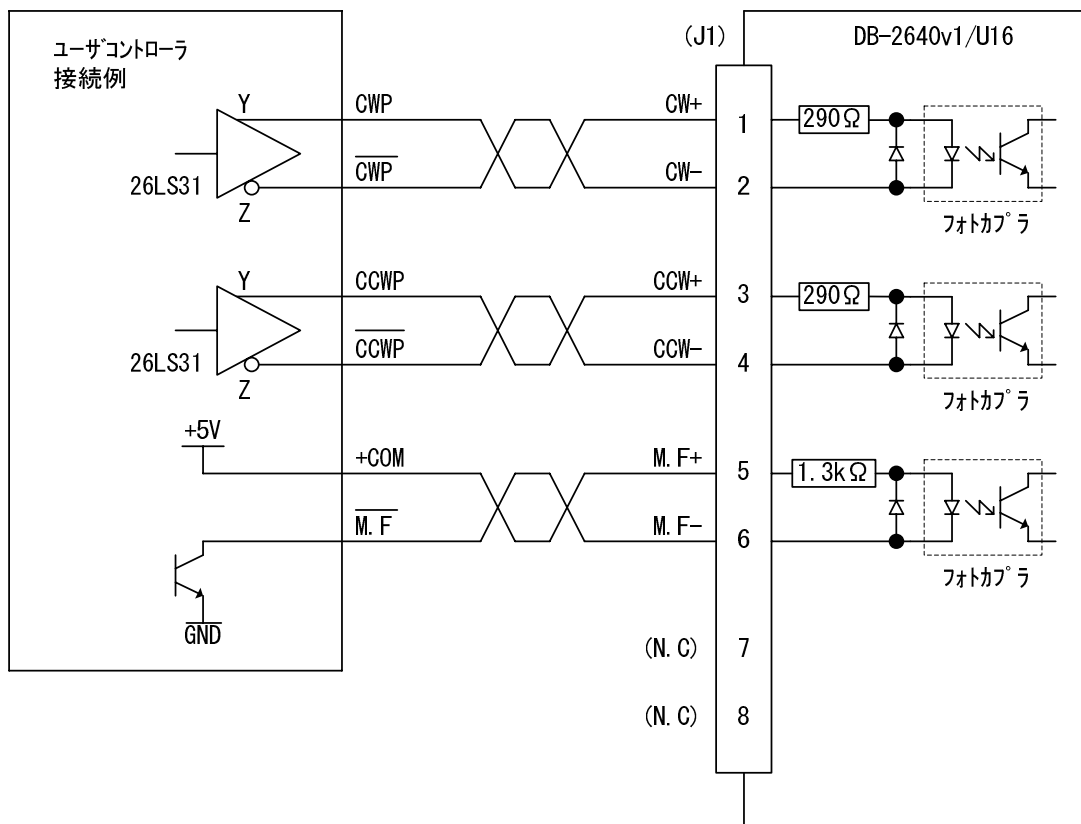 ユーザコントローラ
接続例
(J1)
DB-2640v1/U16
Y
CWP
CW+
1
290Ω
26LS31
CWP
CW-
2
Z
フォトカプラ
Y
CCWP
CCW+
3
290Ω
26LS31
CCWP
CCW-
4
Z
フォトカプラ
+5V
+COM
M.F+
5
1.3kΩ
M.F
M.F-
6
フォトカプラ
GND
(N.C)
7
(N.C)
8